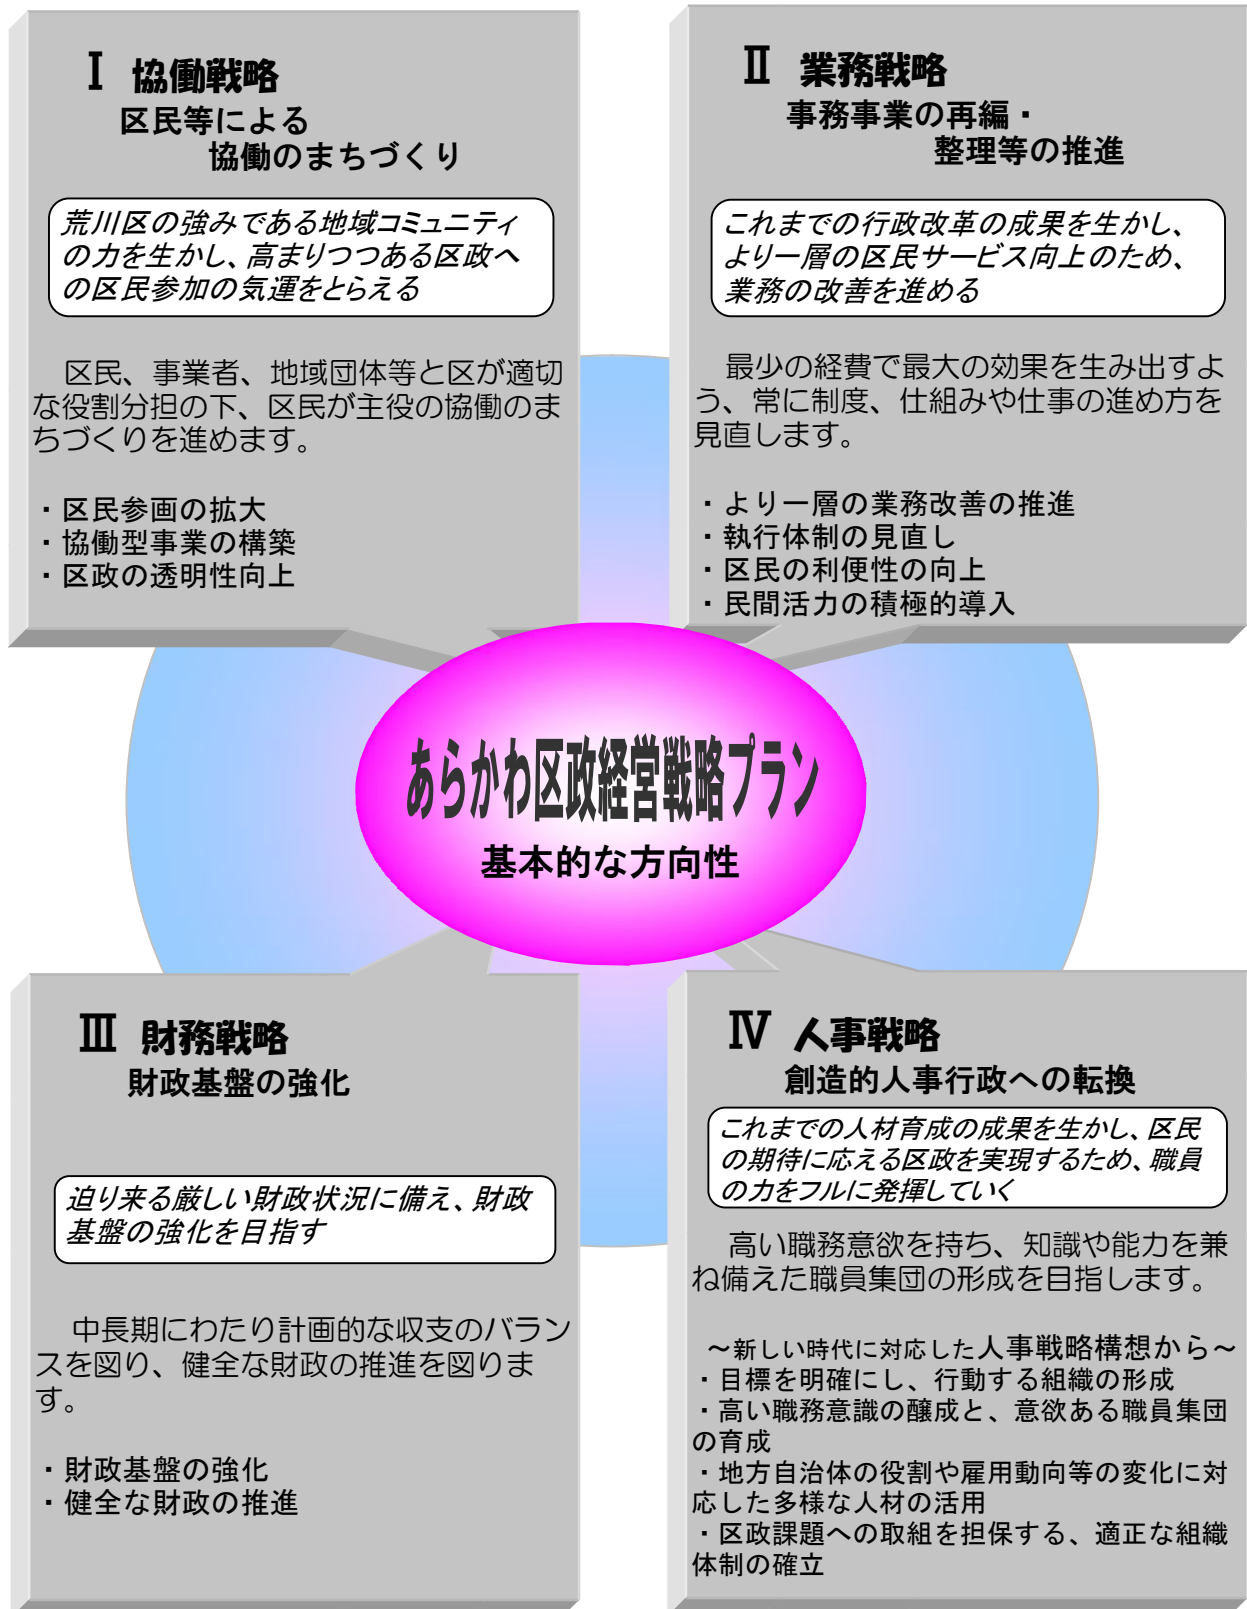 Ⅰ 協働戦略
区民等による
協働のまちづくり
荒川区の強みである地域コミュニティ
の力を生かし、高まりつつある区政へ
の区民参加の気運をとらえる
区民、事業者、地域団体等と区が適切
な役割分担の下、区民が主役の協働のま
ちづくりを進めます。
・区民参画の拡大
・協働型事業の構築
・区政の透明性向上
Ⅱ 業務戦略
事務事業の再編・
整理等の推進
これまでの行政改革の成果を生かし、
より一層の区民サービス向上のため、
業務の改善を進める
最少の経費で最大の効果を生み出すよ
う、常に制度、仕組みや仕事の進め方を
見直します。
・より一層の業務改善の推進
・執行体制の見直し
・区民の利便性の向上
・民間活力の積極的導入
あらかわ区政経営戦略プラン
基本的な方向性
Ⅲ 財務戦略
財政基盤の強化
迫り来る厳しい財政状況に備え、財政
基盤の強化を目指す
中長期にわたり計画的な収支のバラン
スを図り、健全な財政の推進を図りま
す。
・財政基盤の強化
・健全な財政の推進
Ⅳ 人事戦略
創造的人事行政への転換
これまでの人材育成の成果を生かし、区民
の期待に応える区政を実現するため、職員
の力をフルに発揮していく
高い職務意欲を持ち、知識や能力を兼
ね備えた職員集団の形成を目指します。
～新しい時代に対応した人事戦略構想から～
・目標を明確にし、行動する組織の形成
・高い職務意識の醸成と、意欲ある職員集団
の育成
・地方自治体の役割や雇用動向等の変化に対
応した多様な人材の活用
・区政課題への取組を担保する、適正な組織
体制の確立